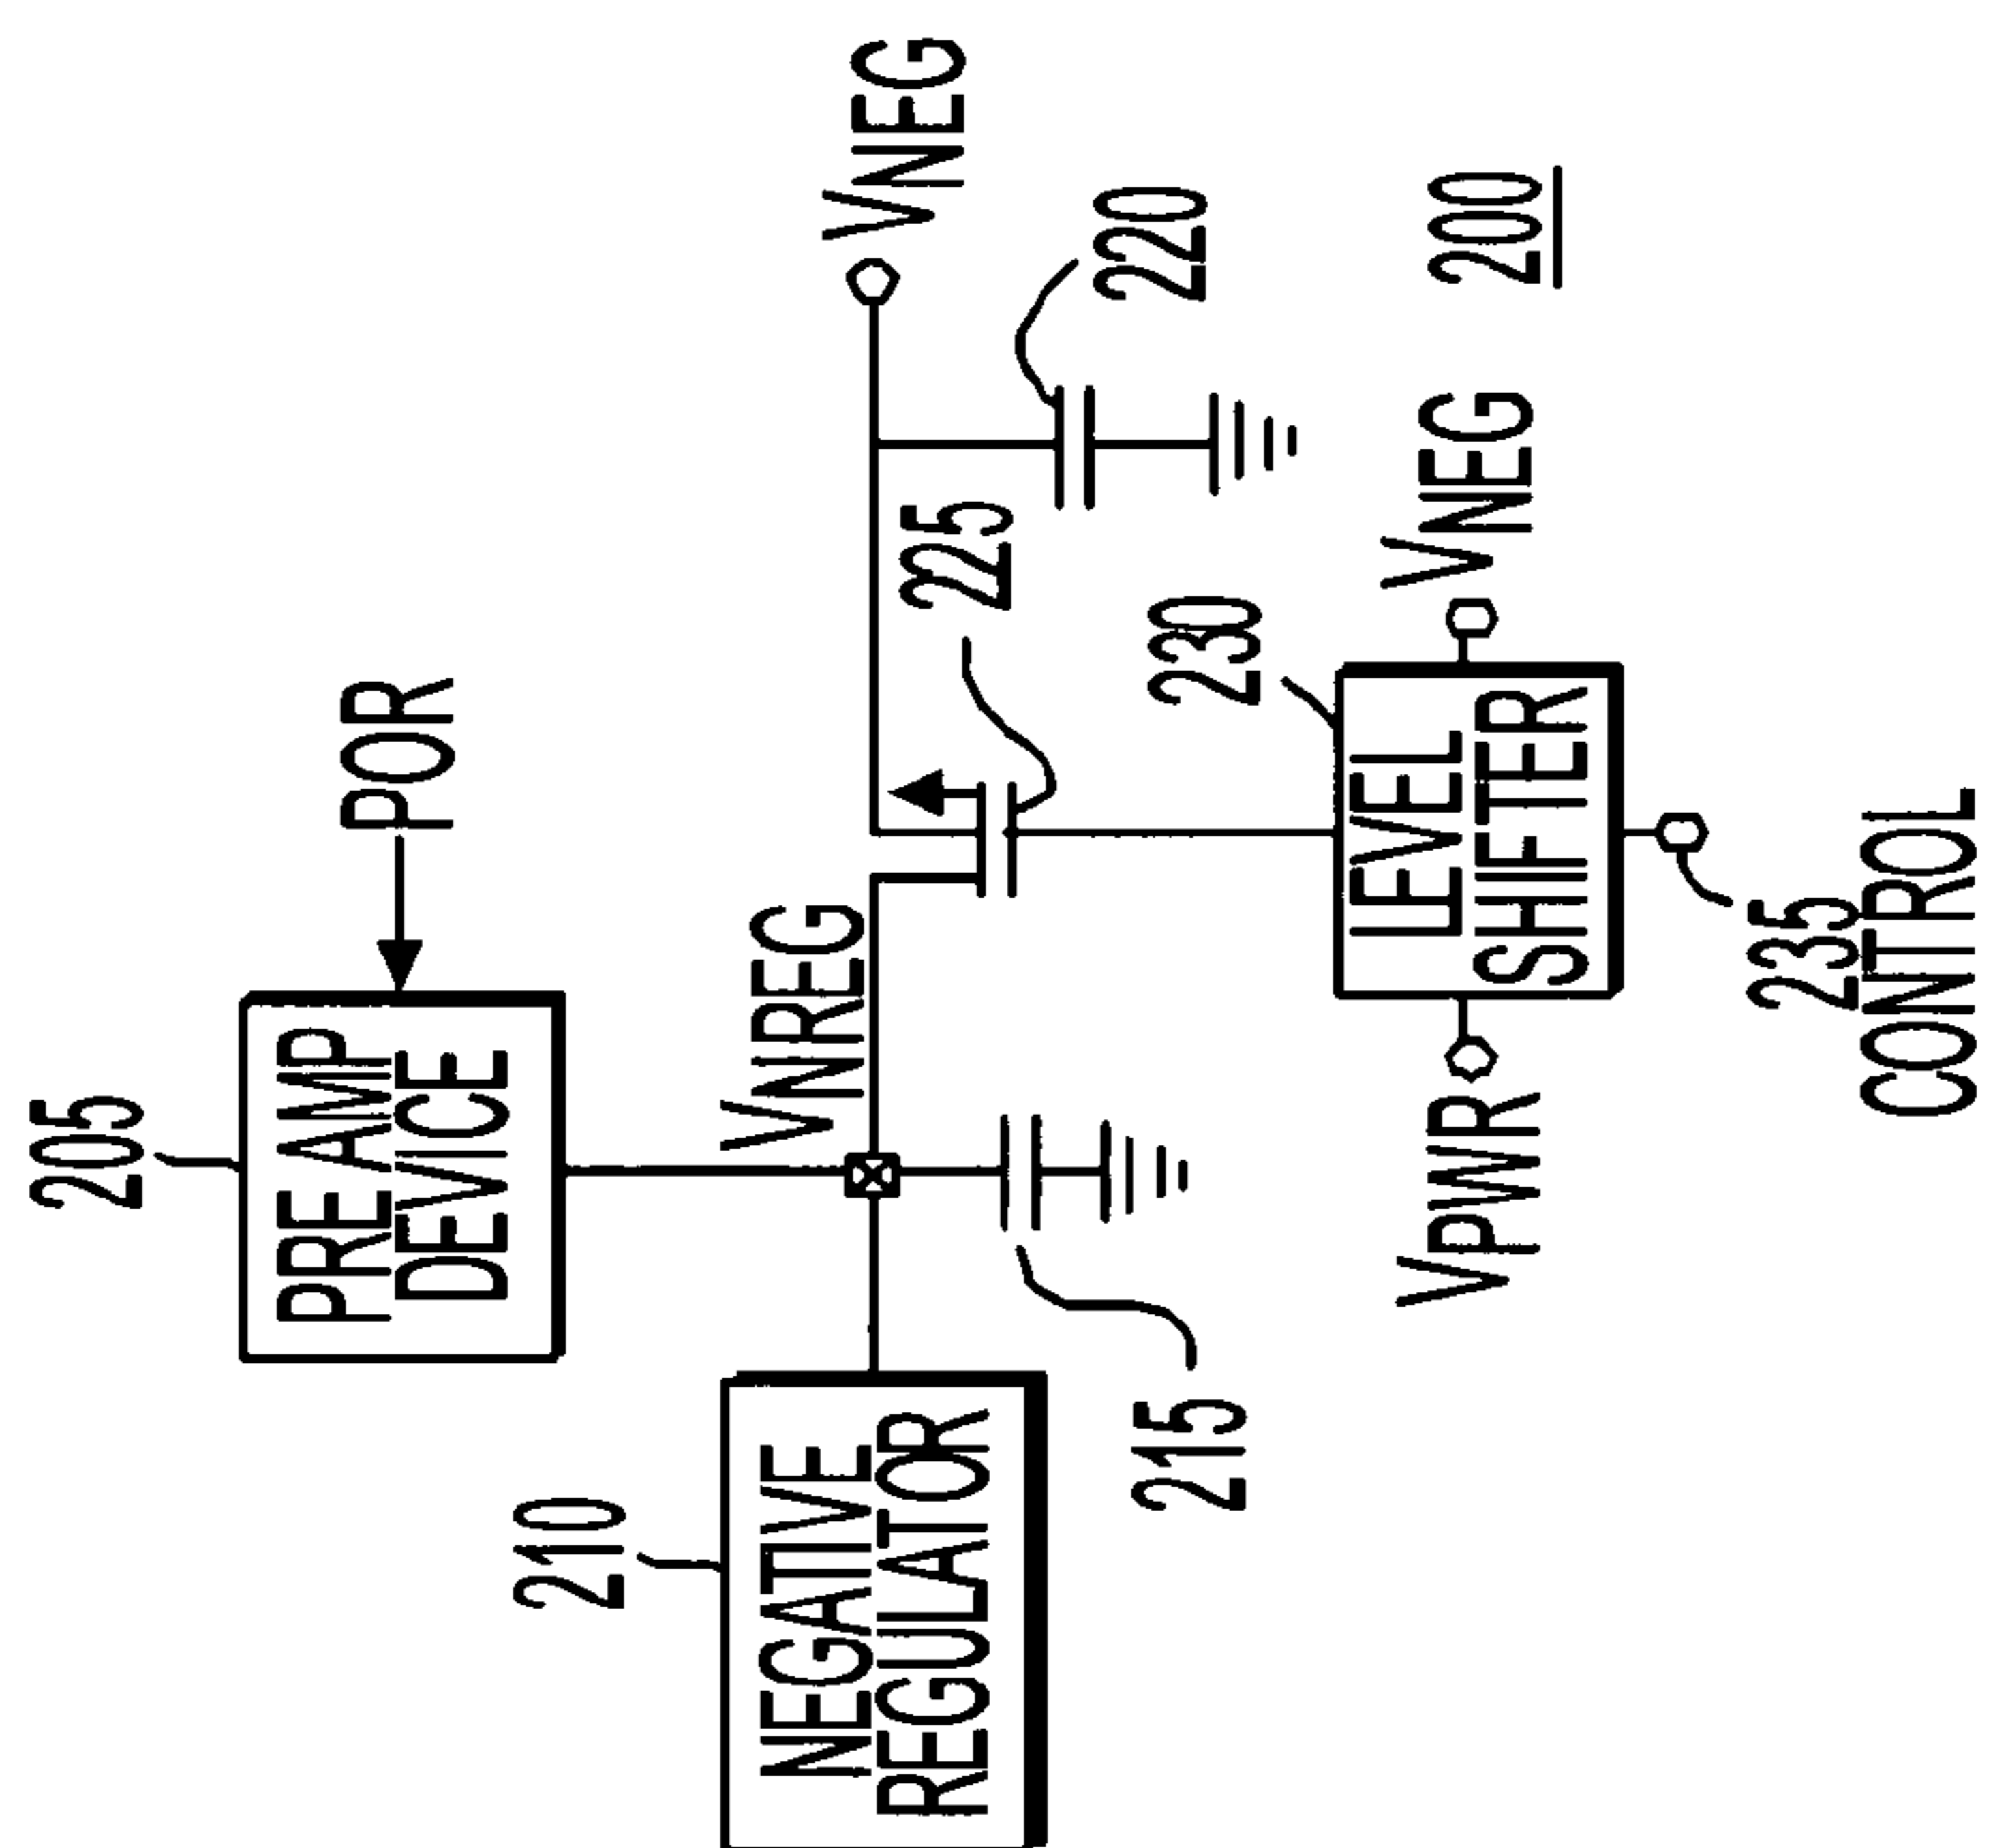 205
PRE AMP
DEVICE
POR
210
NEGATIVE
REGULATOR
VNREG
VNEG
225
220
215
230
LEVEL
SHIFTER
VPWR
VNEG
200
235
CONTROL